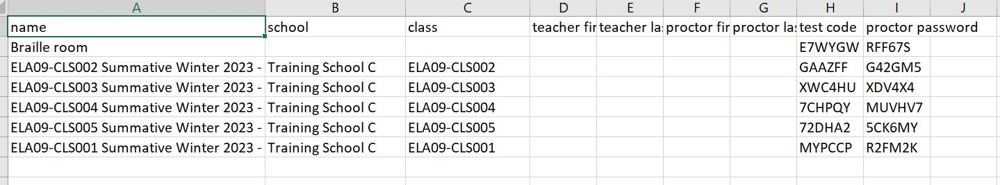 A B C D E F G H I J
name school class teacher fir teacher la proctor fir proctor la test code proctor password
Braille room E7WYGW RFF67S
ELA09-CLS002 Summative Winter 2023 - Training School C ELA09-CLS002 GAAZFF G42GM5
ELA09-CLS003 Summative Winter 2023 - Training School C ELA09-CLS003 XWC4HU XDV4X4
ELA09-CLS004 Summative Winter 2023 - Training School C ELA09-CLS004 7CHPQY MUVHV7
ELA09-CLS005 Summative Winter 2023 - Training School C ELA09-CLS005 72DHA2 5CK6MY
ELA09-CLS001 Summative Winter 2023 - Training School C ELA09-CLS001 MYPCCP R2FM2K